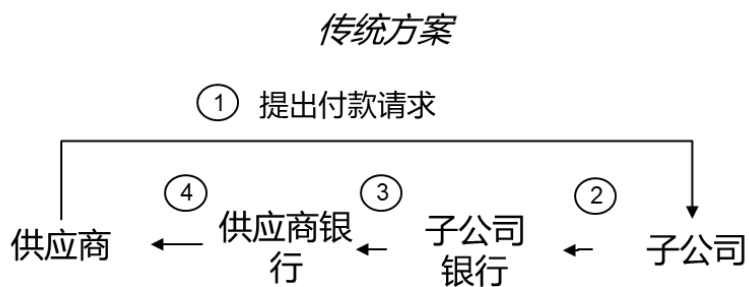 传统方案
① 提出付款请求
④ ③ ②
供应商 供应商银行 子公司银行 子公司